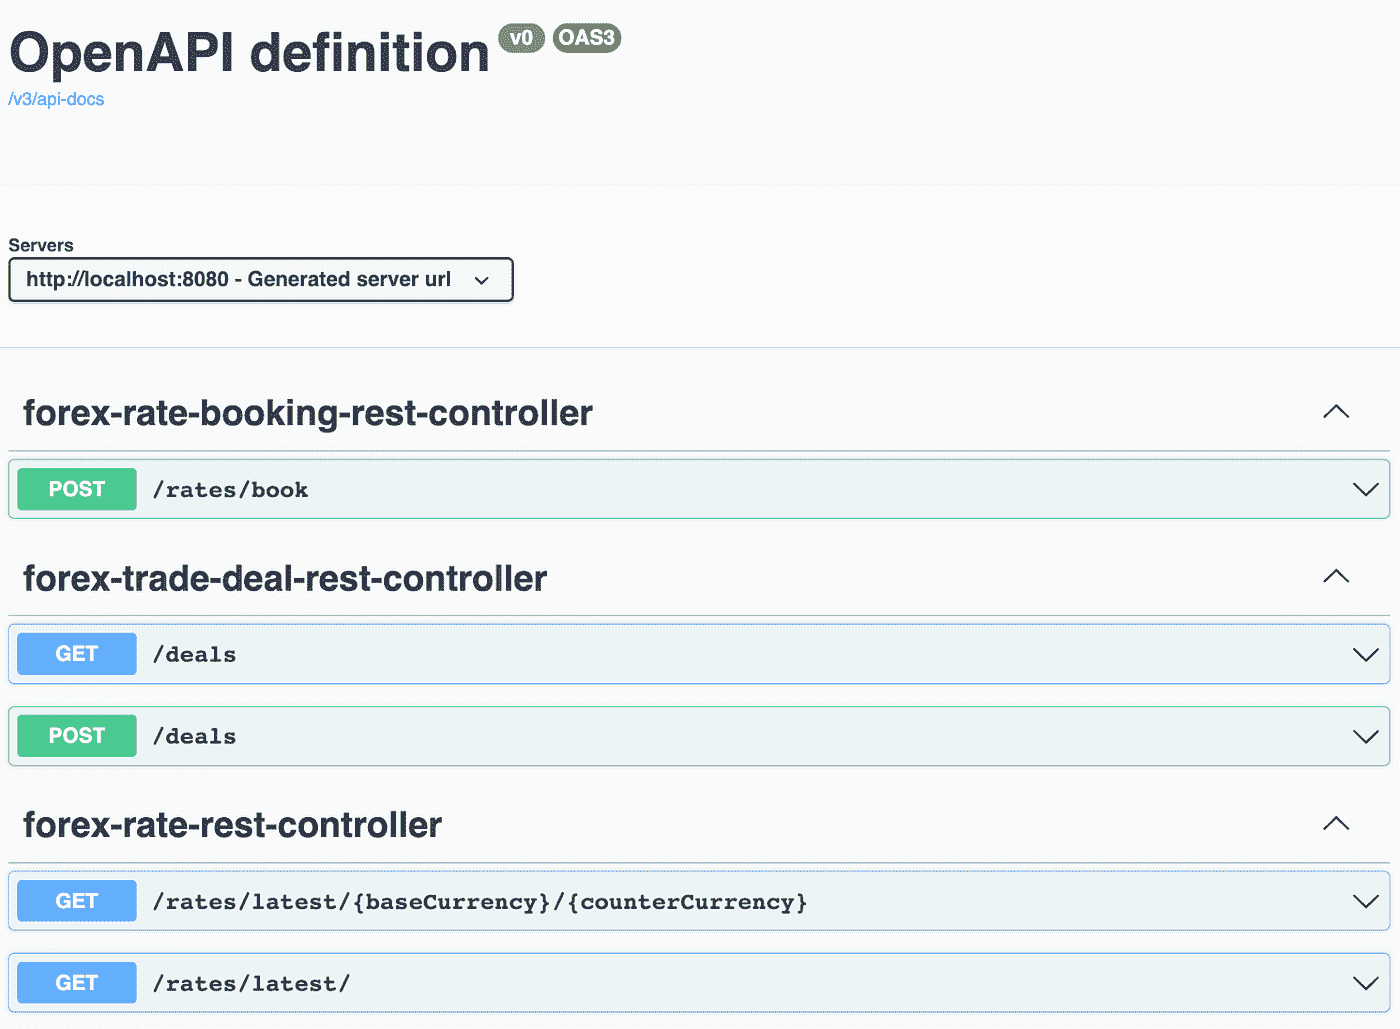 OpenAPI definition v0 OAS3
/v3/api-docs
Servers
http://localhost:8080 - Generated server url
forex-rate-booking-rest-controller
POST /rates/book
forex-trade-deal-rest-controller
GET /deals
POST /deals
forex-rate-rest-controller
GET /rates/latest/{baseCurrency}/{counterCurrency}
GET /rates/latest/